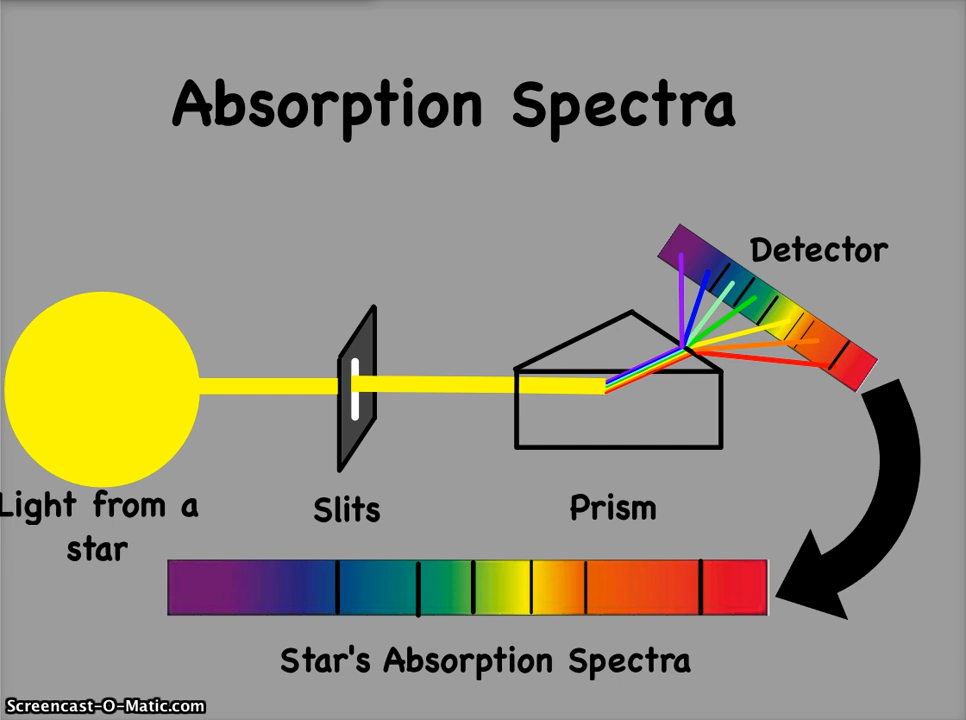 Absorption Spectra
Detector
Light from a
star
Slits
Prism
Star's Absorption Spectra
Screencast-O-Matic.com